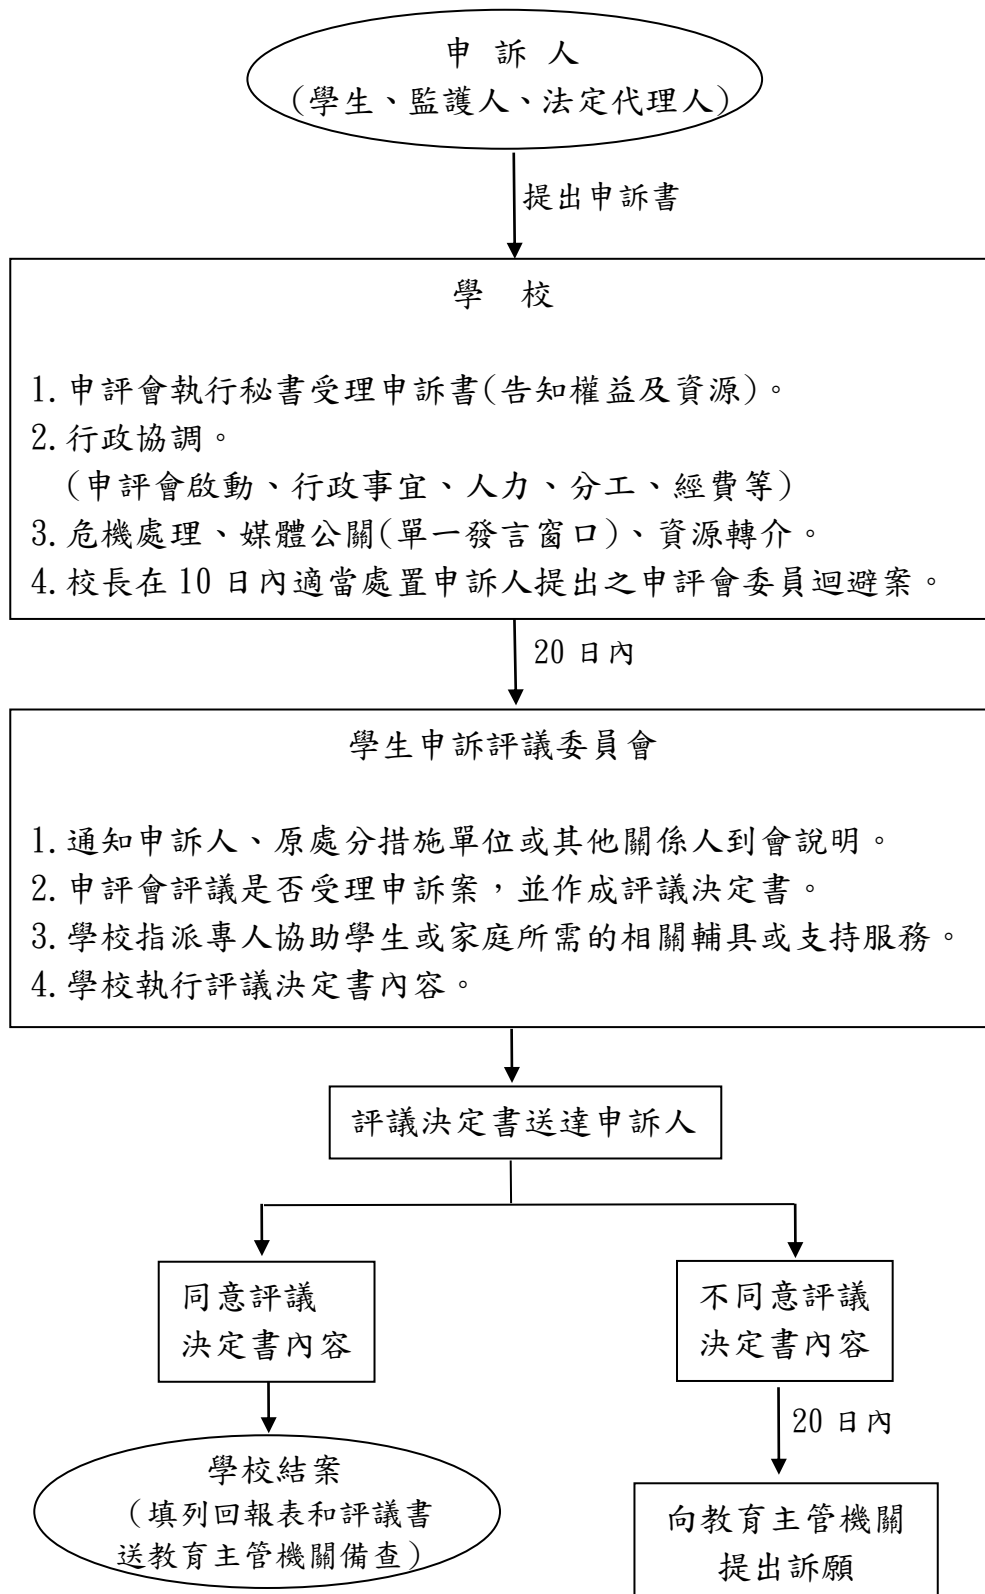 申 訴 人
(學生、監護人、法定代理人)
提出申訴書
學 校
1.申評會執行秘書受理申訴書(告知權益及資源)。
2.行政協調。
(申評會啟動、行政事宜、人力、分工、經費等)
3.危機處理、媒體公關(單一發言窗口)、資源轉介。
4.校長在 10 日內適當處置申訴人提出之申評會委員迴避案。
20 日內
學生申訴評議委員會
1.通知申訴人、原處分措施單位或其他關係人到會說明。
2.申評會評議是否受理申訴案，並作成評議決定書。
3.學校指派專人協助學生或家庭所需的相關輔具或支持服務。
4.學校執行評議決定書內容。
評議決定書送達申訴人
同意評議
決定書內容
不同意評議
決定書內容
20 日內
學校結案
（填列回報表和評議書
送教育主管機關備查）
向教育主管機關
提出訴願